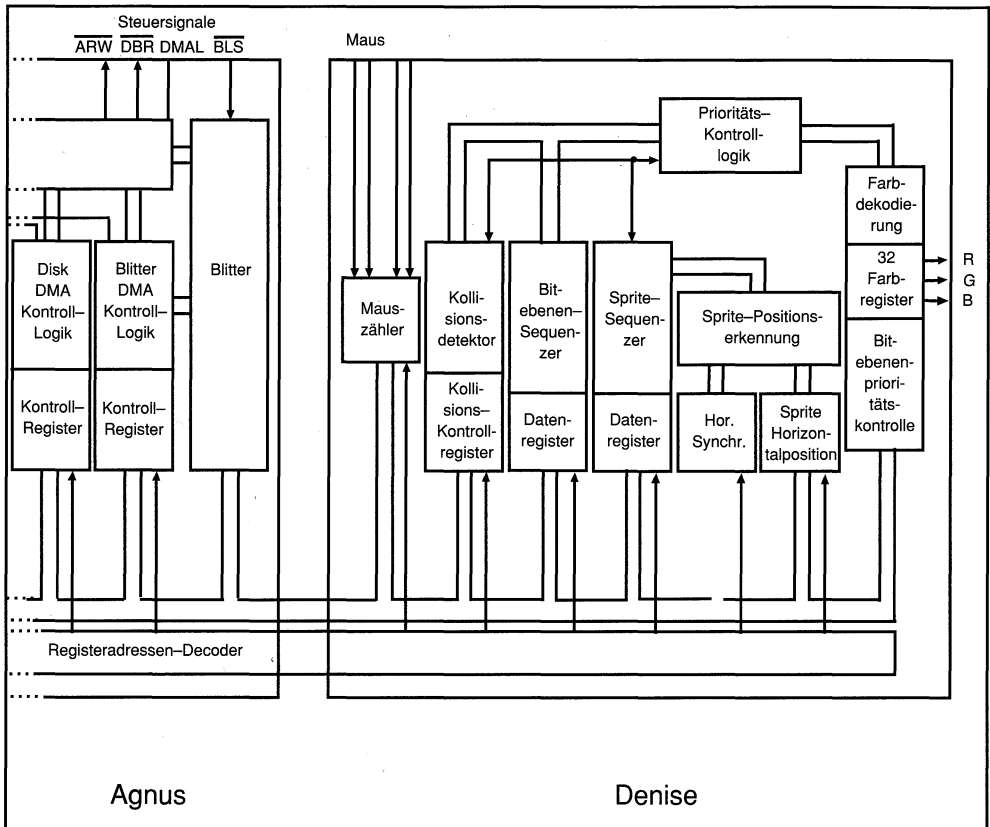 Steuersignale
ARW DBR DMAL BLS
Maus
Disk
DMA
Kontroll–
Logik
Kontroll–
Register
Blitter
DMA
Kontroll–
Logik
Kontroll–
Register
Blitter
Maus–
zähler
Kolli–
sions–
detektor
Kolli–
sions–
Kontroll-
register
Bit-
ebenen–
Sequen-
zer
Daten-
register
Sprite–
Sequen-
zer
Daten-
register
Prioritäts–
Kontroll-
logik
Sprite–Positions-
erkennung
Hor.
Synchr.
Sprite
Horizon-
talposition
Farb-
dekodie-
rung
32
Farb-
register
Bit-
ebenen-
priori-
täts-
kontrolle
R
G
B
Registeradressen–Decoder
Agnus
Denise